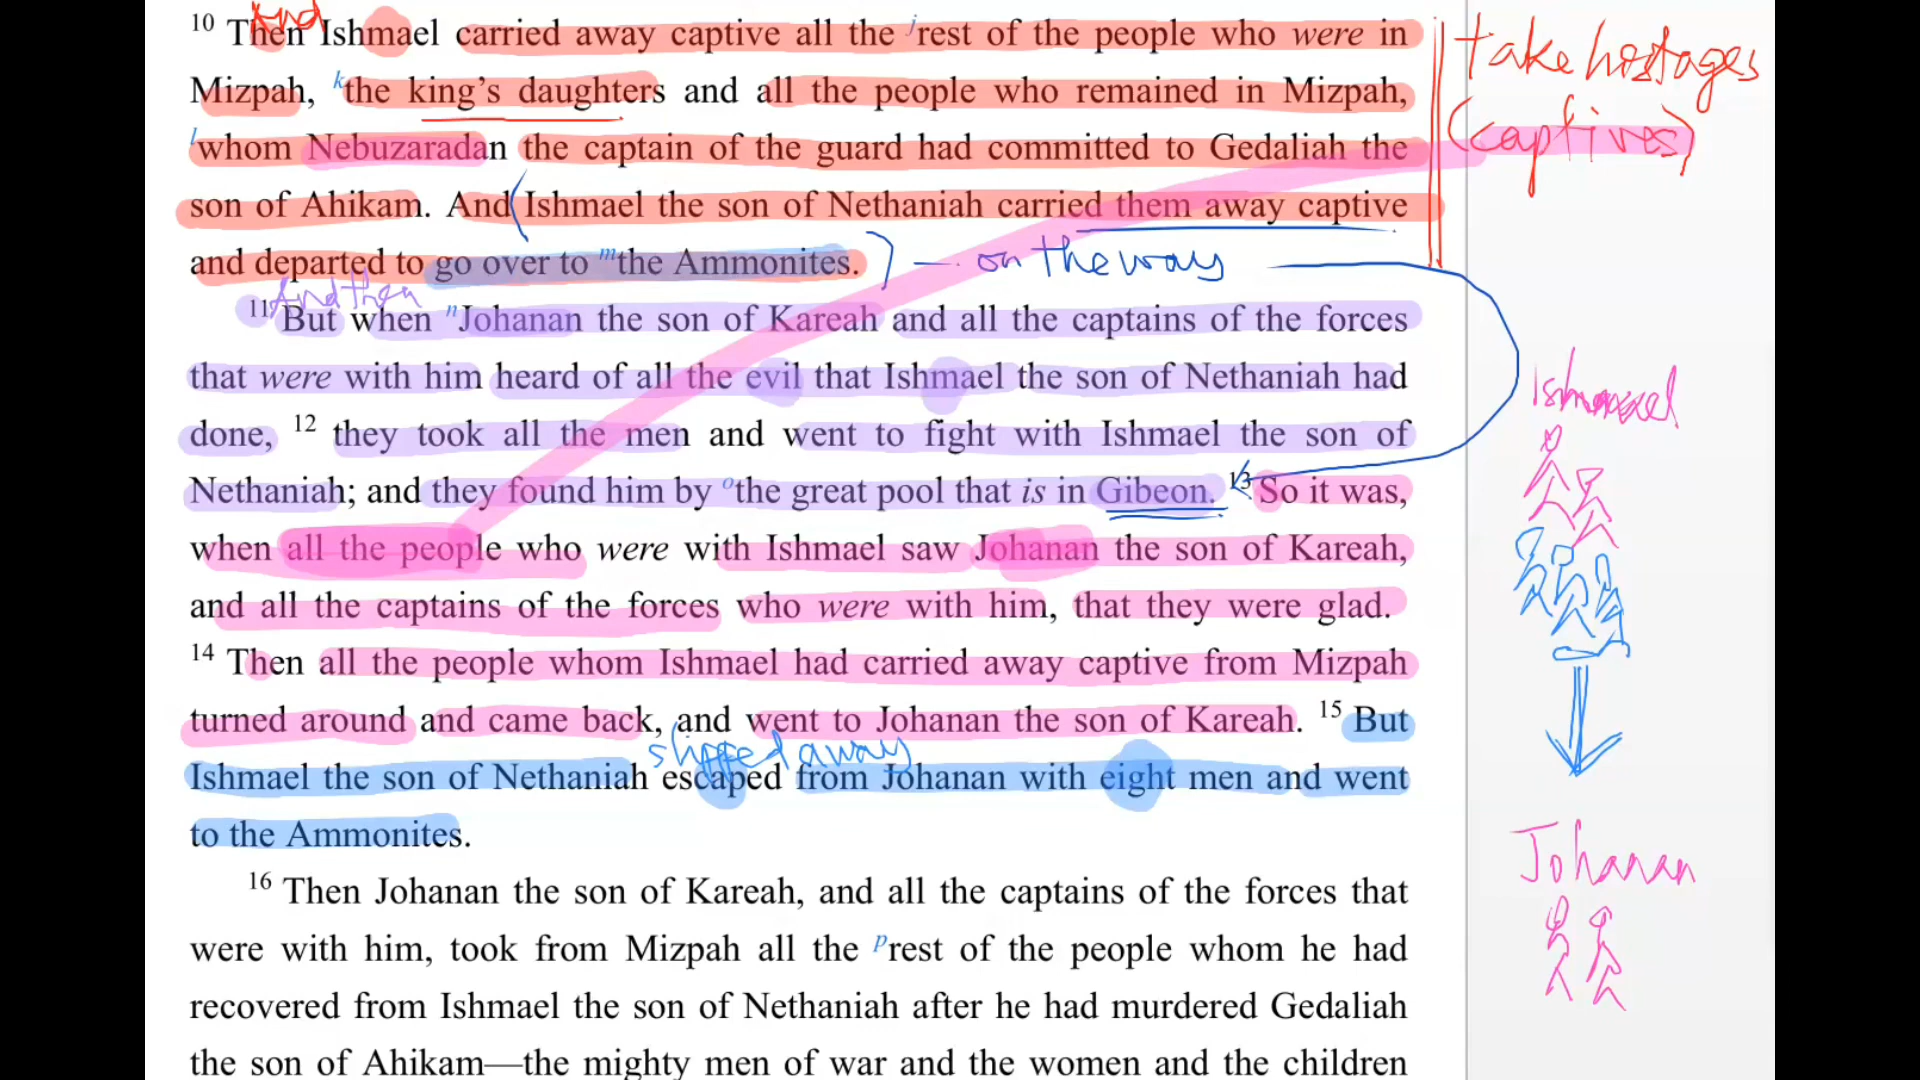 And
10 Then Ishmael carried away captive all the j rest of the people who were in
take hostages
Mizpah, k the king's daughters and all the people who remained in Mizpah,
(captives)
l whom Nebuzaradan the captain of the guard had committed to Gedaliah the
son of Ahikam. And (Ishmael the son of Nethaniah carried them away captive
and departed to go over to m the Ammonites. ) — on the way
And then
11 But when n Johanan the son of Kareah and all the captains of the forces
that were with him heard of all the evil that Ishmael the son of Nethaniah had
Ishmael
done, 12 they took all the men and went to fight with Ishmael the son of
Nethaniah; and they found him by o the great pool that is in Gibeon. 13 So it was,
when all the people who were with Ishmael saw Johanan the son of Kareah,
and all the captains of the forces who were with him, that they were glad.
14 Then all the people whom Ishmael had carried away captive from Mizpah
turned around and came back, and went to Johanan the son of Kareah. 15 But
slipped away
Ishmael the son of Nethaniah escaped from Johanan with eight men and went
to the Ammonites.
Johanan
16 Then Johanan the son of Kareah, and all the captains of the forces that
were with him, took from Mizpah all the p rest of the people whom he had
recovered from Ishmael the son of Nethaniah after he had murdered Gedaliah
the son of Ahikam—the mighty men of war and the women and the children